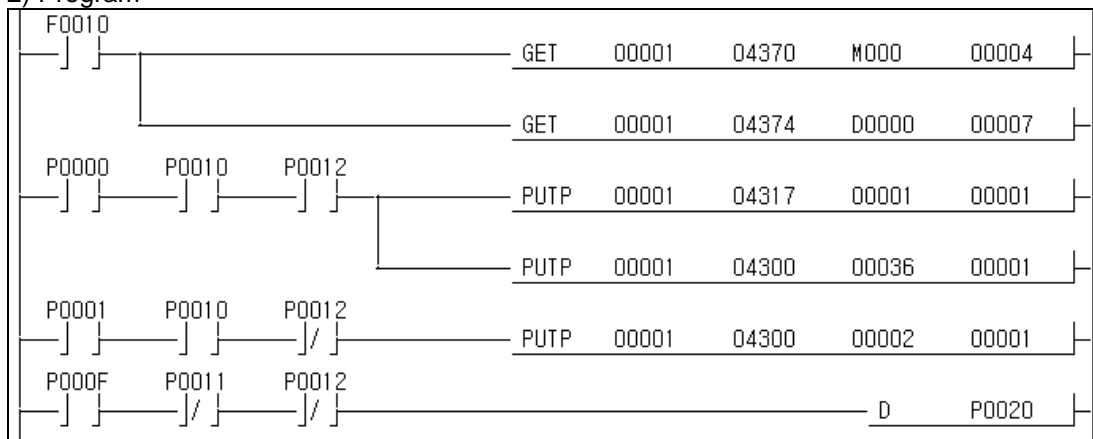 2) Program
F0010
GET 00001 04370 M000 00004
GET 00001 04374 D0000 00007
P0000 P0010 P0012
PUTP 00001 04317 00001 00001
PUTP 00001 04300 00036 00001
P0001 P0010 P0012
PUTP 00001 04300 00002 00001
P000F P0011 P0012
D P0020